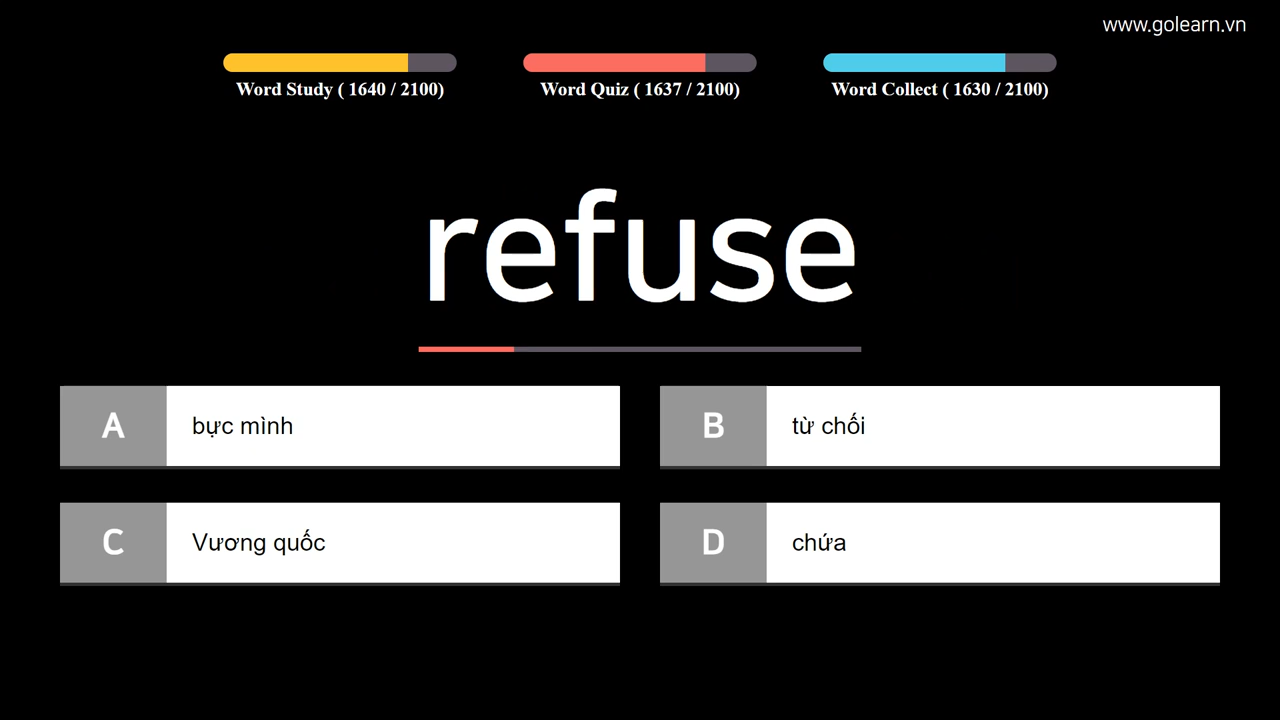 www.golearn.vn
Word Study ( 1640 / 2100)
Word Quiz ( 1637 / 2100)
Word Collect ( 1630 / 2100)
refuse
A bực mình
B từ chối
C Vương quốc
D chứa